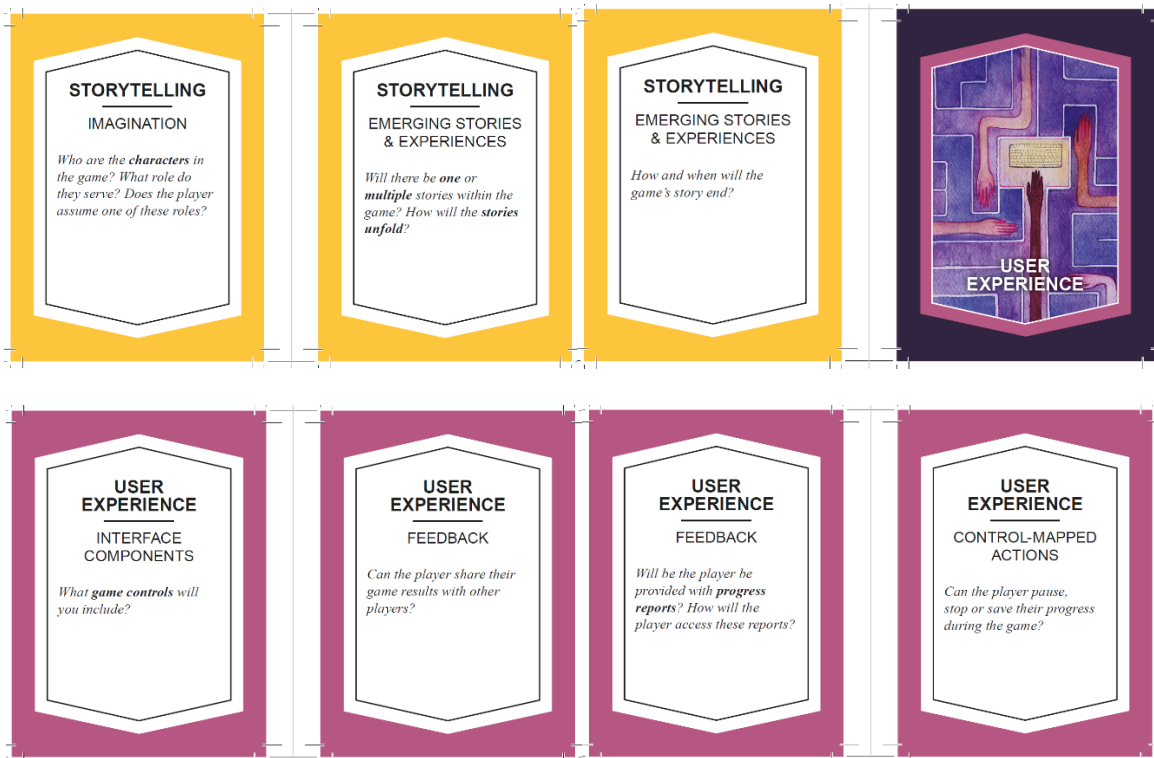 STORYTELLING
IMAGINATION
Who are the characters in
the game? What role do
they serve? Does the player
assume one of these roles?
STORYTELLING
EMERGING STORIES
& EXPERIENCES
Will there be one or
multiple stories within the
game? How will the stories
unfold?
STORYTELLING
EMERGING STORIES
& EXPERIENCES
How and when will the
game's story end?
USER
EXPERIENCE
USER
EXPERIENCE
INTERFACE
COMPONENTS
What game controls will
you include?
USER
EXPERIENCE
FEEDBACK
Can the player share their
game results with other
players?
USER
EXPERIENCE
FEEDBACK
Will be the player be
provided with progress
reports? How will the
player access these reports?
USER
EXPERIENCE
CONTROL-MAPPED
ACTIONS
Can the player pause,
stop or save their progress
during the game?